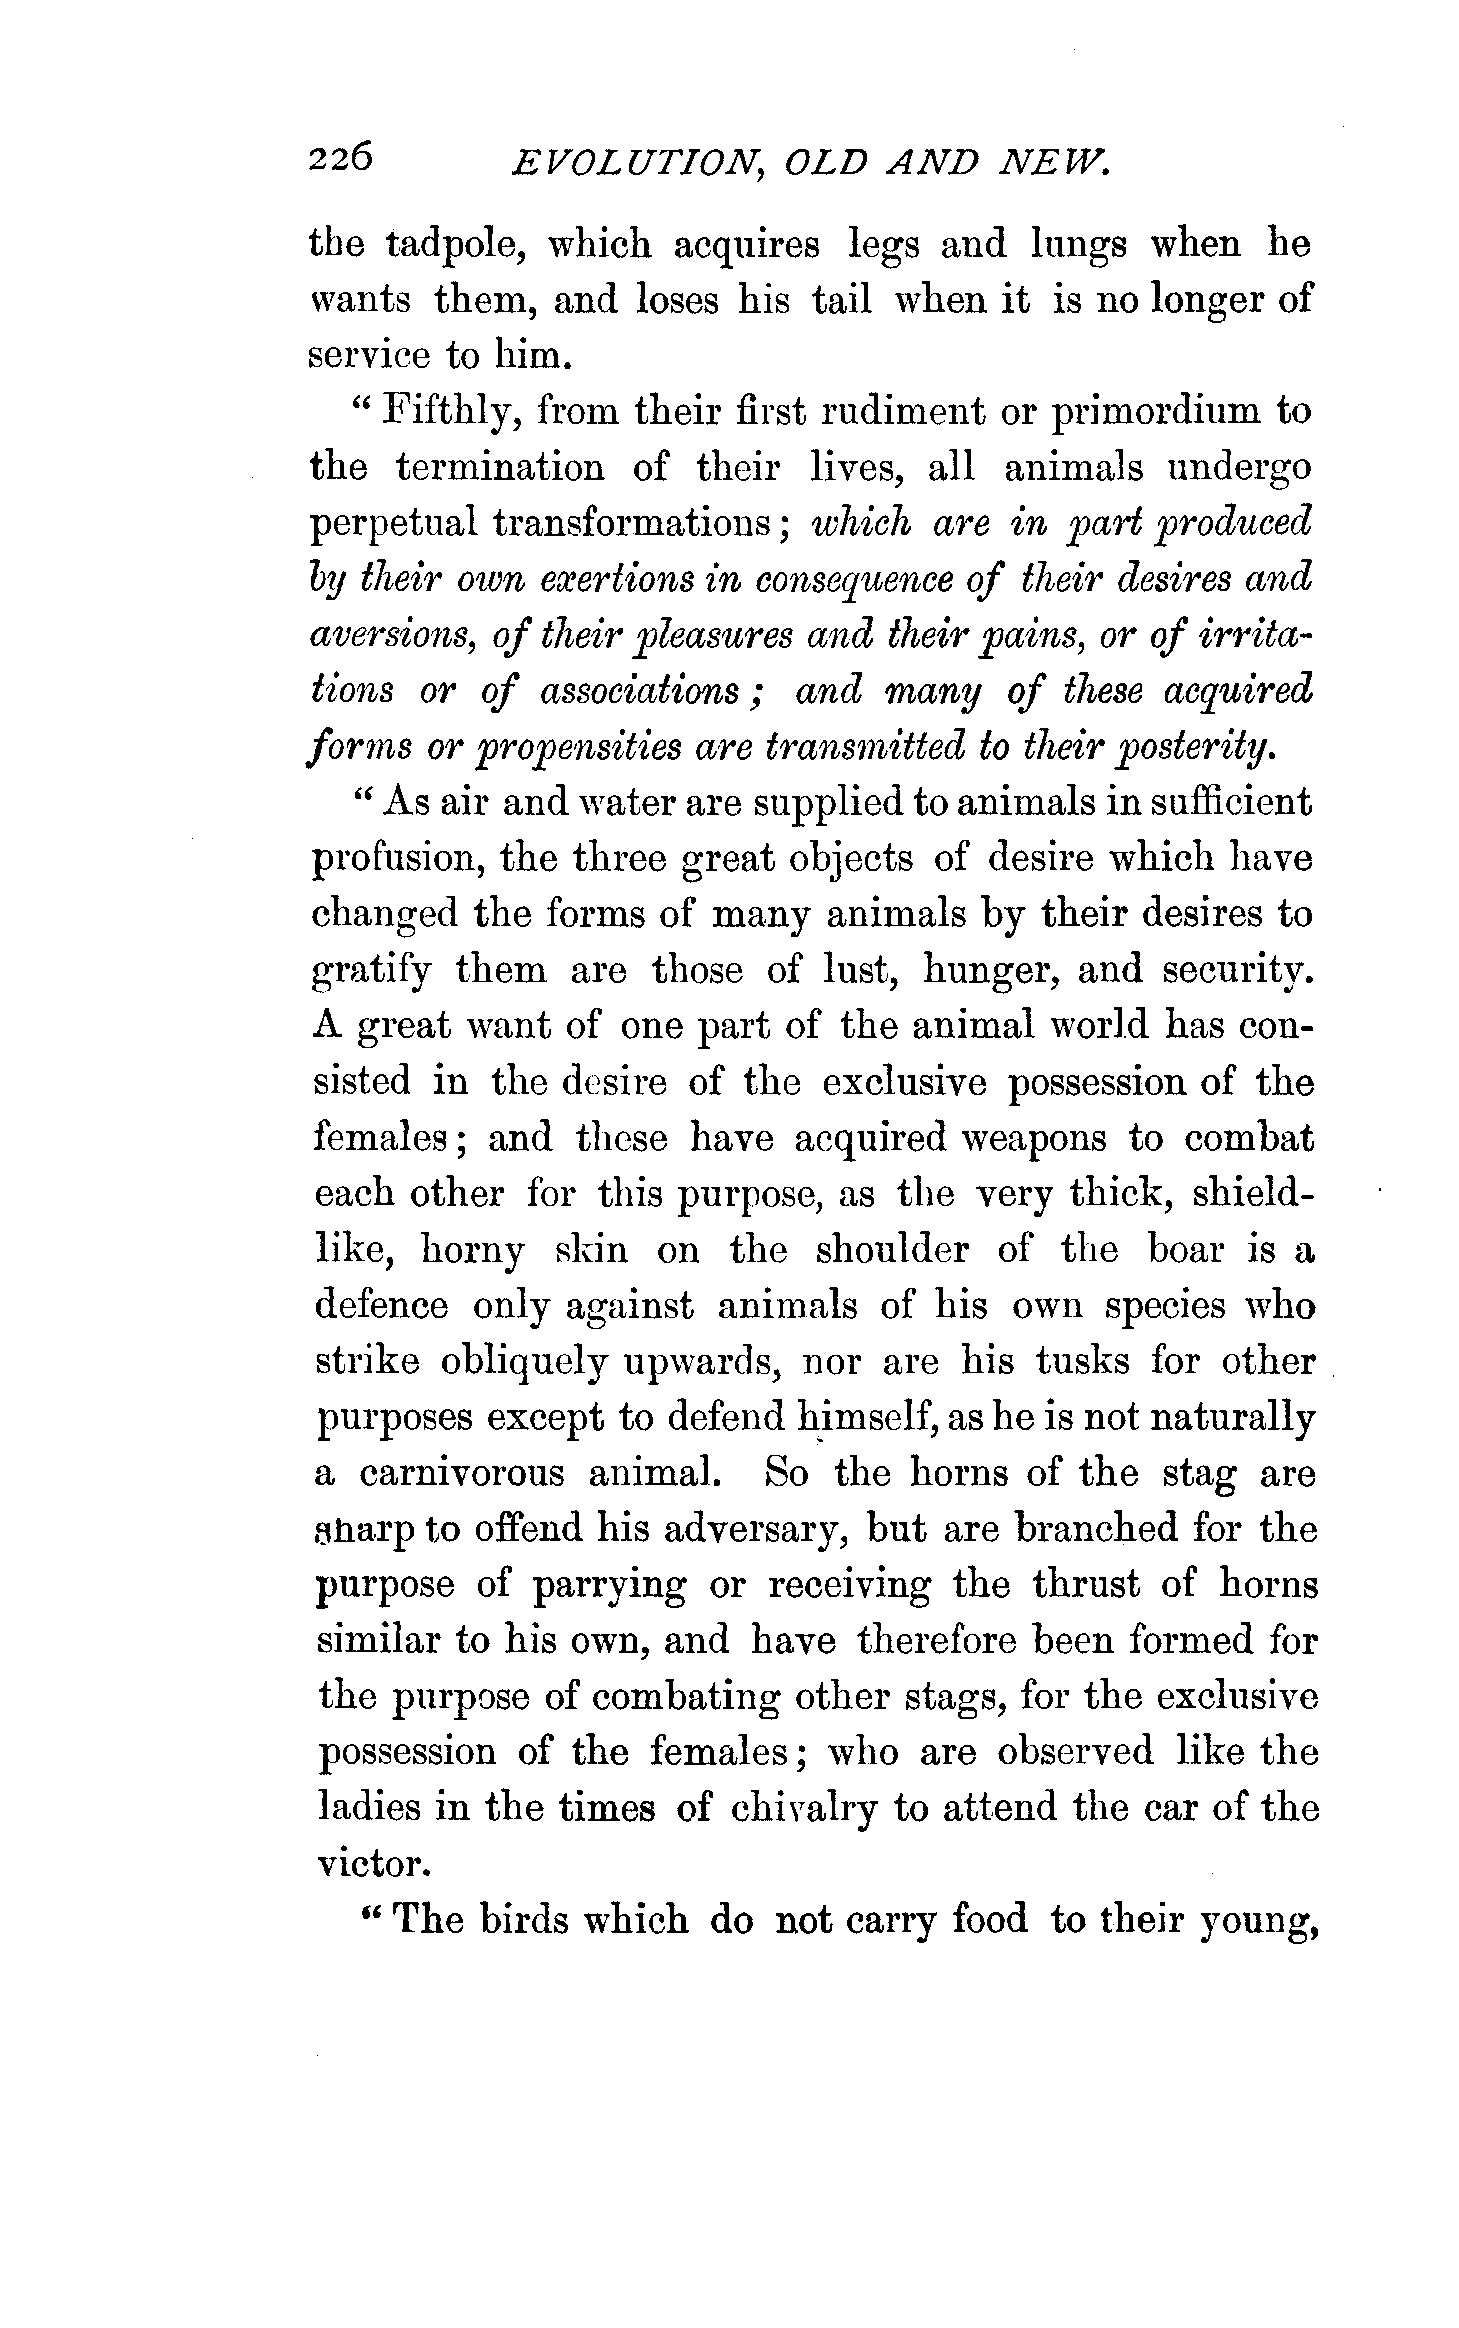 226 EVOLUTION, OLD AND NEW.
the tadpole, which acquires legs and lungs when he
wants them, and loses his tail when it is no longer of
service to him.
“ Fifthly, from their first rudiment or primordium to
the termination of their lives, all animals undergo
perpetual transformations; which are in part produced
by their own exertions in consequence of their desires and
aversions, of their pleasures and their pains, or of irrita-
tions or of associations; and many of these acquired
forms or propensities are transmitted to their posterity.
“ As air and water are supplied to animals in sufficient
profusion, the three great objects of desire which have
changed the forms of many animals by their desires to
gratify them are those of lust, hunger, and security.
A great want of one part of the animal world has con-
sisted in the desire of the exclusive possession of the
females; and these have acquired weapons to combat
each other for this purpose, as the very thick, shield-
like, horny skin on the shoulder of the boar is a
defence only against animals of his own species who
strike obliquely upwards, nor are his tusks for other
purposes except to defend himself, as he is not naturally
a carnivorous animal. So the horns of the stag are
sharp to offend his adversary, but are branched for the
purpose of parrying or receiving the thrust of horns
similar to his own, and have therefore been formed for
the purpose of combating other stags, for the exclusive
possession of the females; who are observed like the
ladies in the times of chivalry to attend the car of the
victor.
“ The birds which do not carry food to their young,